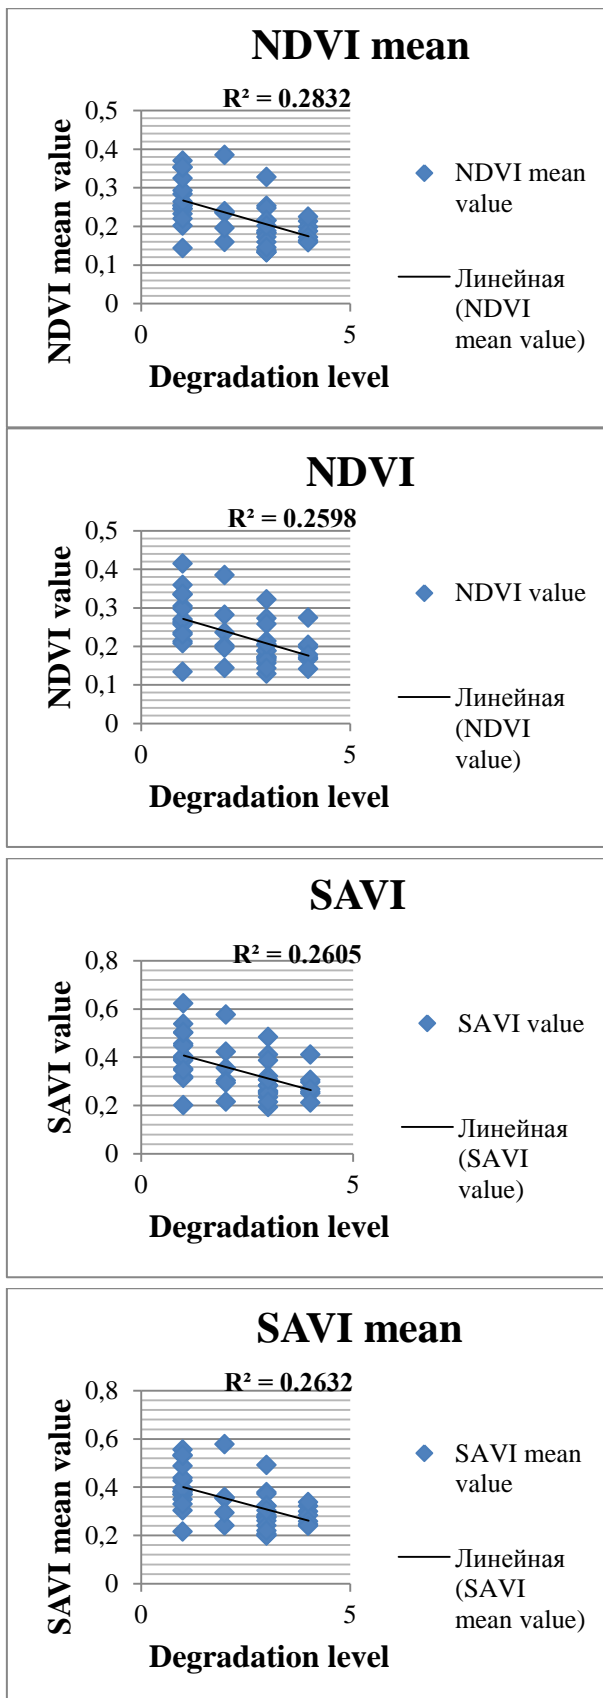 NDVI mean
R² = 0.2832
0,5
0,4
0,3
0,2
0,1
0
0
5
NDVI mean value
Degradation level
NDVI mean
value
Линейная
(NDVI
mean value)
NDVI
R² = 0.2598
0,5
0,4
0,3
0,2
0,1
0
0
5
NDVI value
Degradation level
NDVI value
Линейная
(NDVI
value)
SAVI
R² = 0.2605
0,8
0,6
0,4
0,2
0
0
5
SAVI value
Degradation level
SAVI value
Линейная
(SAVI
value)
SAVI mean
R² = 0.2632
0,8
0,6
0,4
0,2
0
0
5
SAVI mean value
Degradation level
SAVI mean
value
Линейная
(SAVI
mean value)